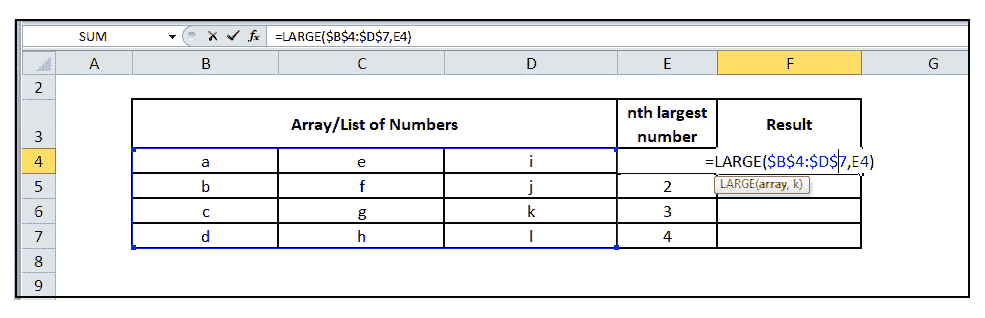 SUM fx =LARGE($B$4:$D$7,E4)
A B C D E F G
2
3 Array/List of Numbers nth largest number Result
4 a e i =LARGE($B$4:$D$7,E4)
5 b f j 2 LARGE(array, k)
6 c g k 3
7 d h l 4
8
9